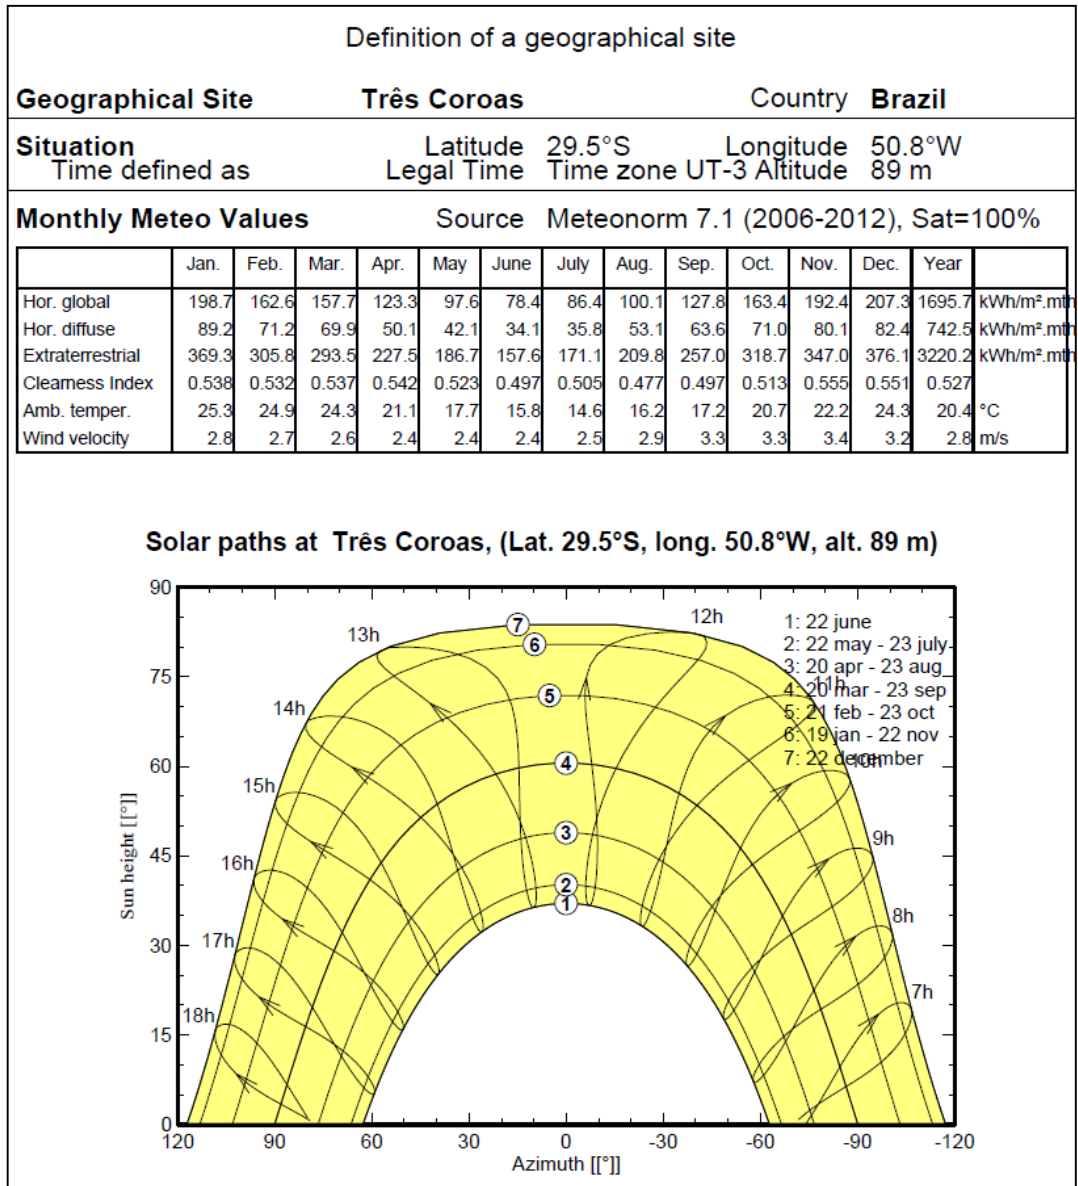 Definition of a geographical site
Geographical Site Três Coroas Country Brazil
Situation Latitude 29.5°S Longitude 50.8°W
Time defined as Legal Time Time zone UT-3 Altitude 89 m
Monthly Meteo Values Source Meteonorm 7.1 (2006-2012), Sat=100%
Jan. Feb. Mar. Apr. May June July Aug. Sep. Oct. Nov. Dec. Year
Hor. global 198.7 162.6 157.7 123.3 97.6 78.4 86.4 100.1 127.8 163.4 192.4 207.3 1695.7 kWh/m².mth
Hor. diffuse 89.2 71.2 69.9 50.1 42.1 34.1 35.8 53.1 63.6 71.0 80.1 82.4 742.5 kWh/m².mth
Extraterrestrial 369.3 305.8 293.5 227.5 186.7 157.6 171.1 209.8 257.0 318.7 347.0 376.1 3220.2 kWh/m².mth
Clearness Index 0.538 0.532 0.537 0.542 0.523 0.497 0.505 0.477 0.497 0.513 0.555 0.551 0.527
Amb. temper. 25.3 24.9 24.3 21.1 17.7 15.8 14.6 16.2 17.2 20.7 22.2 24.3 20.4 °C
Wind velocity 2.8 2.7 2.6 2.4 2.4 2.4 2.5 2.9 3.3 3.3 3.4 3.2 2.8 m/s
Solar paths at Três Coroas, (Lat. 29.5°S, long. 50.8°W, alt. 89 m)
90
75
60
45
30
15
0
Sun height [[°]]
120 90 60 30 0 -30 -60 -90 -120
Azimuth [[°]]
18h
17h
16h
15h
14h
13h
12h
11h
10h
9h
8h
7h
7
6
5
4
3
2
1
1: 22 june
2: 22 may - 23 july
3: 20 apr - 23 aug
4: 20 mar - 23 sep
5: 21 feb - 23 oct
6: 19 jan - 22 nov
7: 22 december